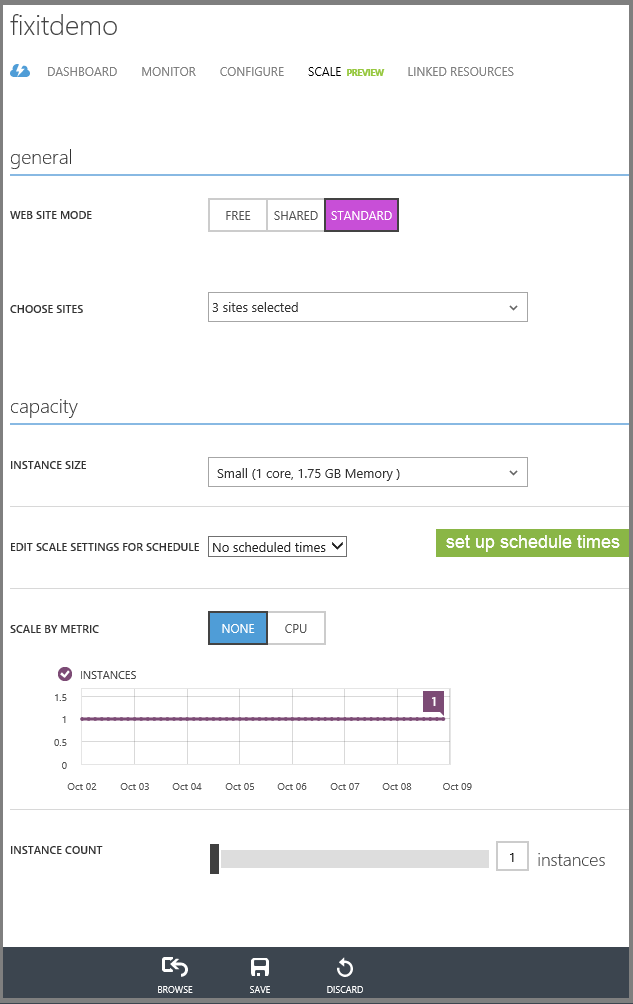 fixitdemo
DASHBOARD MONITOR CONFIGURE SCALE PREVIEW LINKED RESOURCES
general
WEB SITE MODE FREE SHARED STANDARD
CHOOSE SITES 3 sites selected
capacity
INSTANCE SIZE Small (1 core, 1.75 GB Memory )
EDIT SCALE SETTINGS FOR SCHEDULE No scheduled times set up schedule times
SCALE BY METRIC NONE CPU
INSTANCES
1.5
1 1
0.5
0
Oct 02 Oct 03 Oct 04 Oct 05 Oct 06 Oct 07 Oct 08 Oct 09
INSTANCE COUNT 1 instances
BROWSE SAVE DISCARD